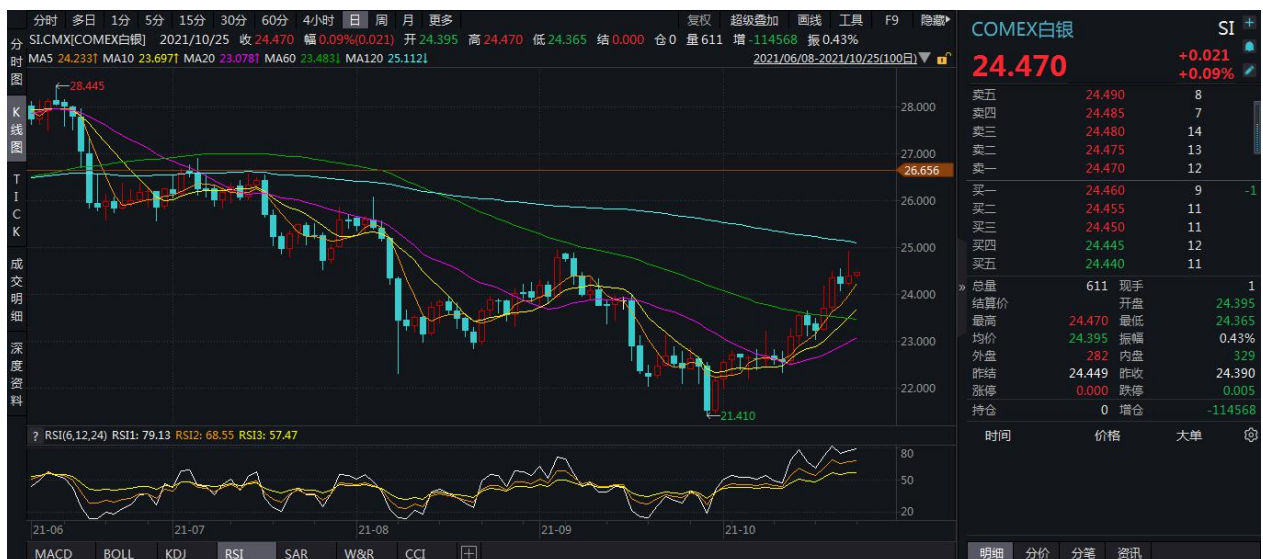 分时 多日 1分 5分 15分 30分 60分 4小时 日 周 月 更多 复权 超级叠加 画线 工具 F9 隐藏
SI.CMX[COMEX白银] 2021/10/25 收24.470 幅0.09%(0.021) 开24.395 高24.470 低24.365 结0.000 仓0 量611 增-114568 振0.43%
MA5 24.233↑ MA10 23.697↑ MA20 23.078↑ MA60 23.483↓ MA120 25.112↓ 2021/06/08-2021/10/25(100日)
分时图
K线图
TICK
成交明细
深度资料
28.445
28.000
27.000
26.656
26.000
25.000
24.000
23.000
22.000
21.410
? RSI(6,12,24) RSI1: 79.13 RSI2: 68.55 RSI3: 57.47
80
50
20
21-06 21-07 21-08 21-09 21-10
MACD BOLL KDJ RSI SAR W&R CCI
COMEX白银 SI
24.470 +0.021
+0.09%
卖五 24.490 8
卖四 24.485 7
卖三 24.480 14
卖二 24.475 13
卖一 24.470 12
买一 24.460 9 -1
买二 24.455 11
买三 24.450 11
买四 24.445 12
买五 24.440 11
总量 611 现手 1
结算价 开盘 24.395
最高 24.470 最低 24.365
均价 24.395 振幅 0.43%
外盘 282 内盘 329
昨结 24.449 昨收 24.390
涨停 0.000 跌停 0.005
持仓 0 增仓 -114568
时间 价格 大单
明细 分价 分笔 资讯